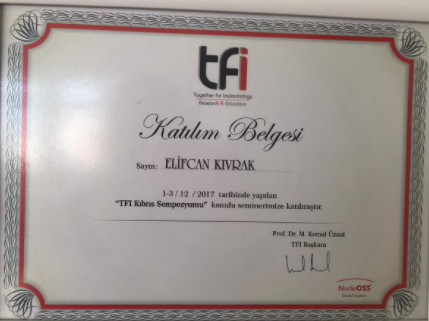 tfi
Together for Implantology
Research & Education
Katılım Belgesi
Sayın: ELİFCAN KIVRAK
1-3 / 12 / 2017 tarihinde yapılan
"TFI Kıbrıs Sempozyumu" konulu seminerimize katılmıştır.
Prof. Dr. M. Kemal Ünsal
TFI Başkanı
NucleOSS